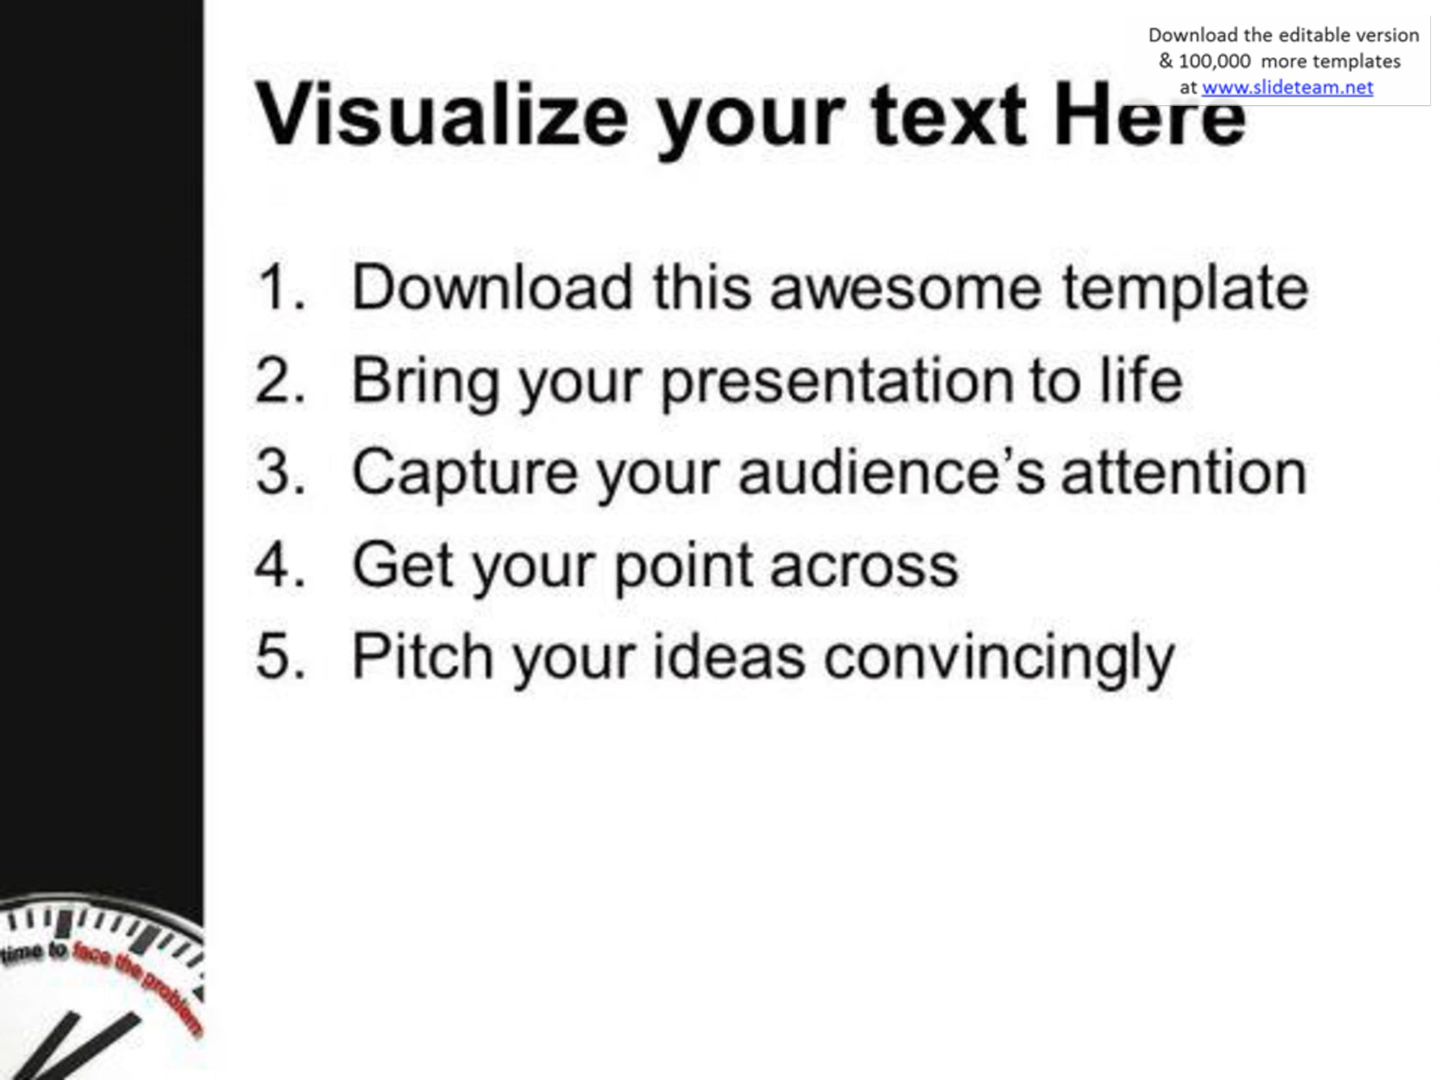 Download the editable version
& 100,000 more templates
at www.slideteam.net
Visualize your text Here
1. Download this awesome template
2. Bring your presentation to life
3. Capture your audience’s attention
4. Get your point across
5. Pitch your ideas convincingly
time to face the problem